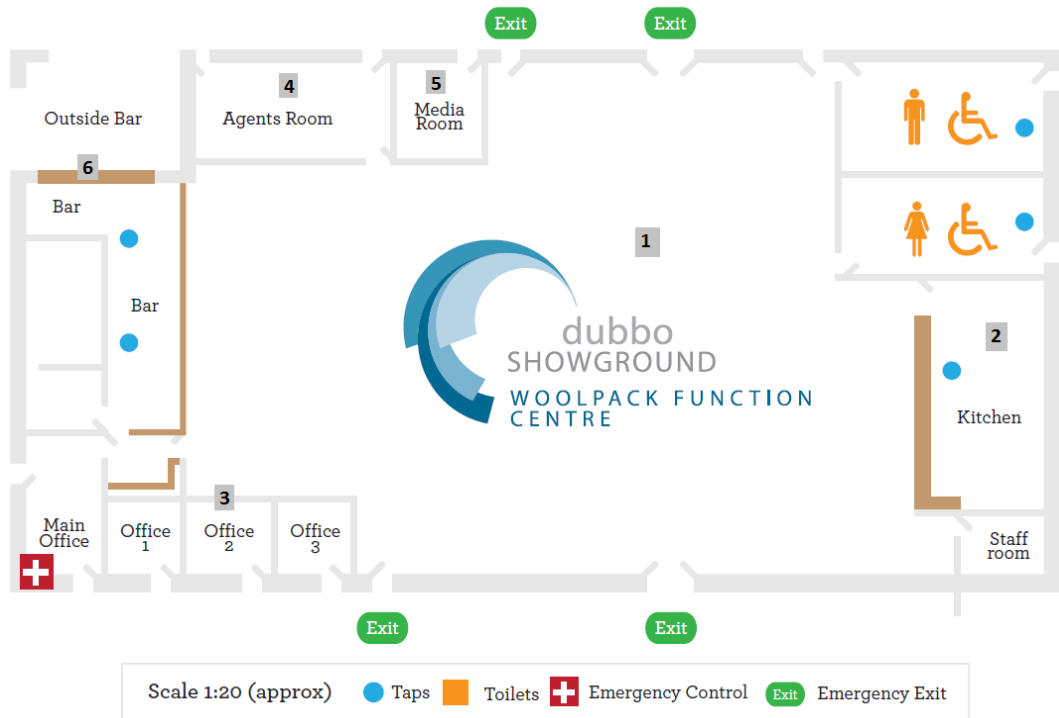 Exit
Exit
4
5
Outside Bar
Agents Room
Media
Room
6
Bar
1
Bar
2
dubbo
SHOWGROUND
WOOLPACK FUNCTION
CENTRE
Kitchen
3
Main
Office
Office
1
Office
2
Office
3
Staff
room
Exit
Exit
Scale 1:20 (approx)
Taps
Toilets
Emergency Control
Exit
Emergency Exit